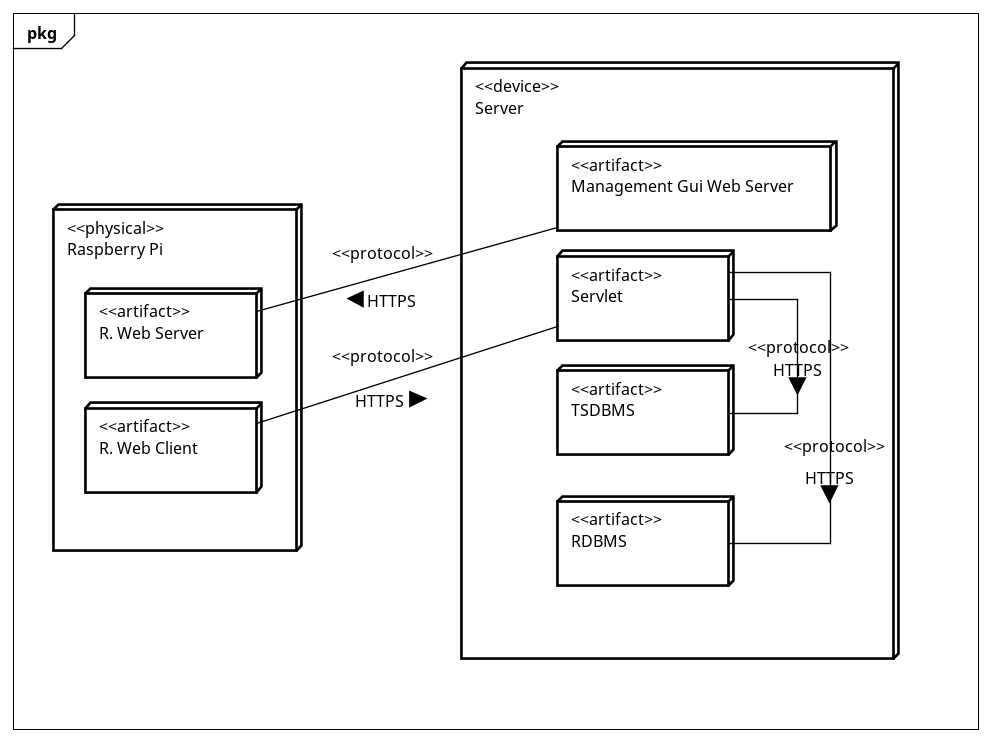 pkg
<<device>>
Server
<<artifact>>
Management Gui Web Server
<<physical>>
Raspberry Pi
<<protocol>>
HTTPS
<<artifact>>
Servlet
<<artifact>>
R. Web Server
<<protocol>>
HTTPS
<<protocol>>
HTTPS
<<artifact>>
TSDBMS
<<artifact>>
R. Web Client
<<protocol>>
HTTPS
<<artifact>>
RDBMS